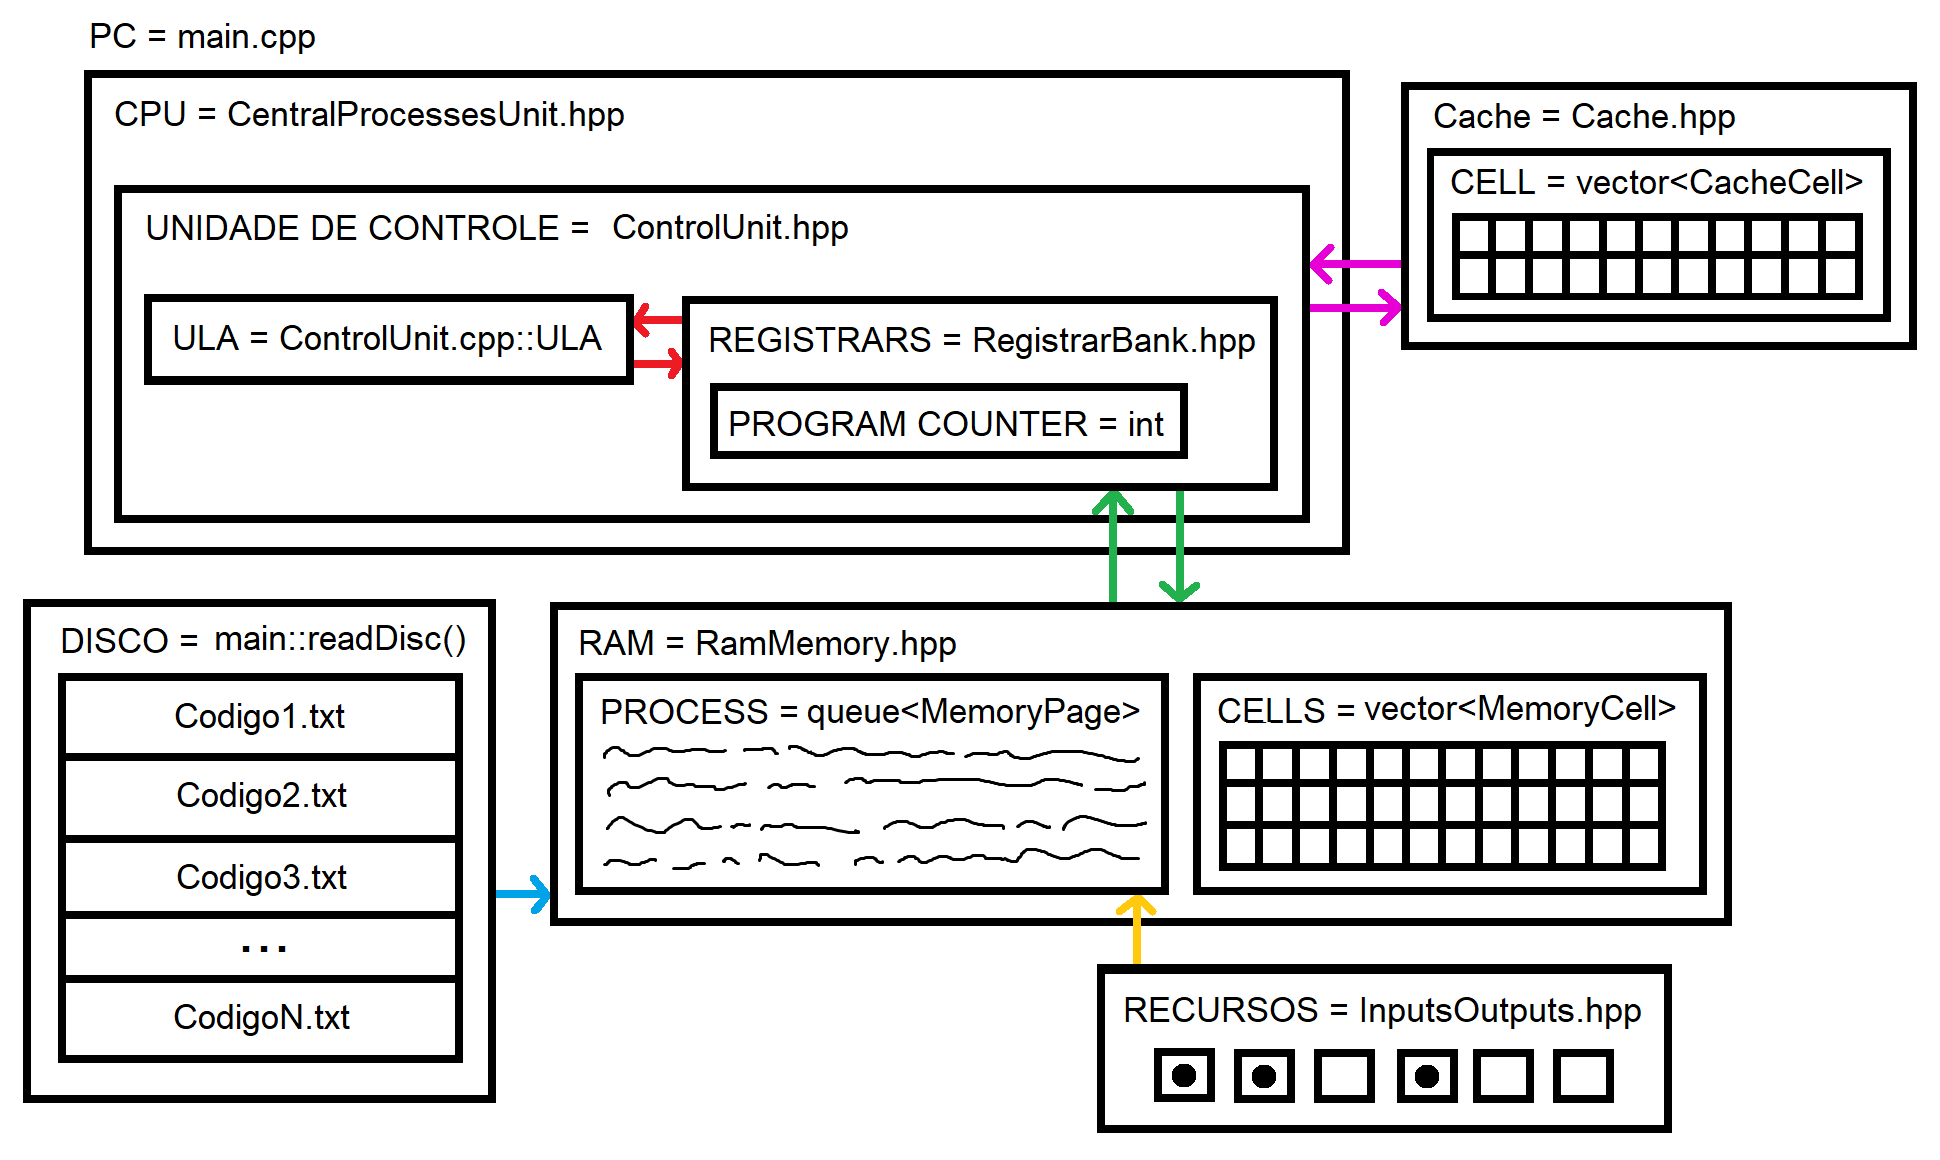 PC = main.cpp
CPU = CentralProcessesUnit.hpp
UNIDADE DE CONTROLE = ControlUnit.hpp
ULA = ControlUnit.cpp::ULA
REGISTRARS = RegistrarBank.hpp
PROGRAM COUNTER = int
Cache = Cache.hpp
CELL = vector<CacheCell>
DISCO = main::readDisc()
Codigo1.txt
Codigo2.txt
Codigo3.txt
...
CodigoN.txt
RAM = RamMemory.hpp
PROCESS = queue<MemoryPage>
CELLS = vector<MemoryCell>
RECURSOS = InputsOutputs.hpp